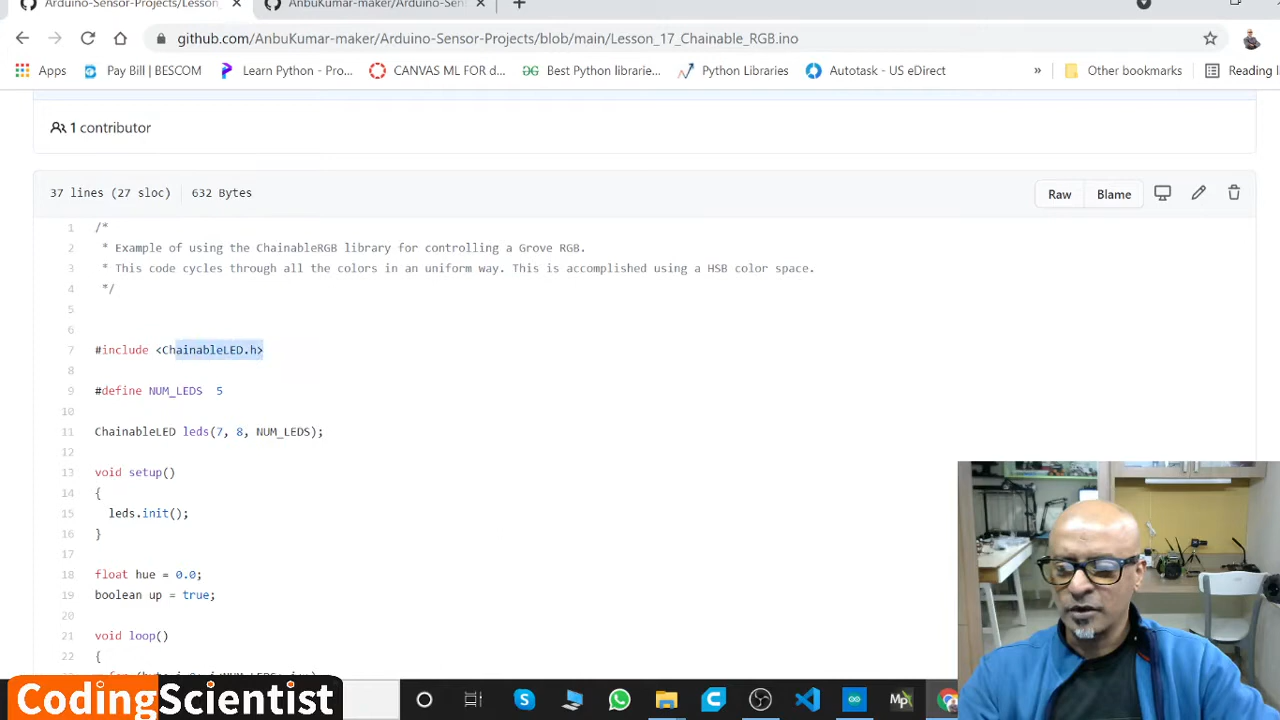 Arduino-Sensor-Projects/Lesson_
AnbuKumar-maker/Arduino-Sen
github.com/AnbuKumar-maker/Arduino-Sensor-Projects/blob/main/Lesson_17_Chainable_RGB.ino
Apps
Pay Bill | BESCOM
Learn Python - Pro...
CANVAS ML FOR d...
Best Python librarie...
Python Libraries
Autotask - US eDirect
»
Other bookmarks
Reading li
1 contributor
37 lines (27 sloc) 632 Bytes
Raw Blame
1 /*
2 * Example of using the ChainableRGB library for controlling a Grove RGB.
3 * This code cycles through all the colors in an uniform way. This is accomplished using a HSB color space.
4 */
5
6
7 #include <ChainableLED.h>
8
9 #define NUM_LEDS 5
10
11 ChainableLED leds(7, 8, NUM_LEDS);
12
13 void setup()
14 {
15 leds.init();
16 }
17
18 float hue = 0.0;
19 boolean up = true;
20
21 void loop()
22 {
CodingScientist